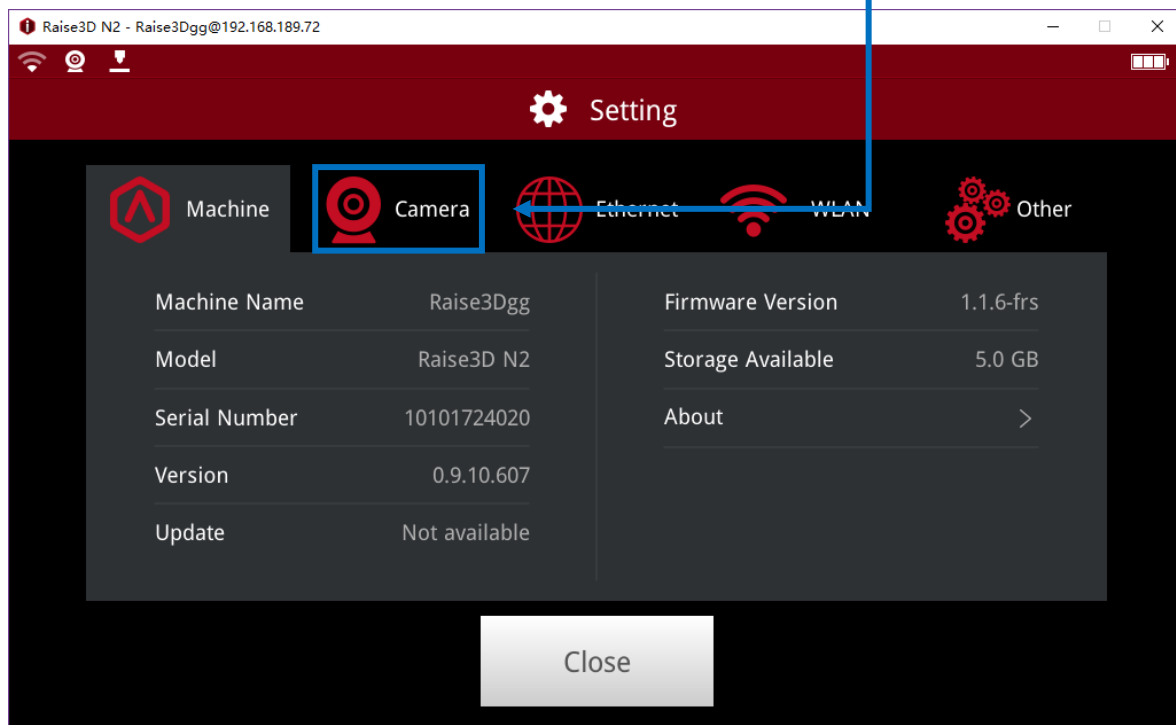 Raise3D N2 - Raise3Dgg@192.168.189.72
Setting
Machine Camera Ethernet WLAN Other
Machine Name Raise3Dgg Firmware Version 1.1.6-frs
Model Raise3D N2 Storage Available 5.0 GB
Serial Number 10101724020 About >
Version 0.9.10.607
Update Not available
Close